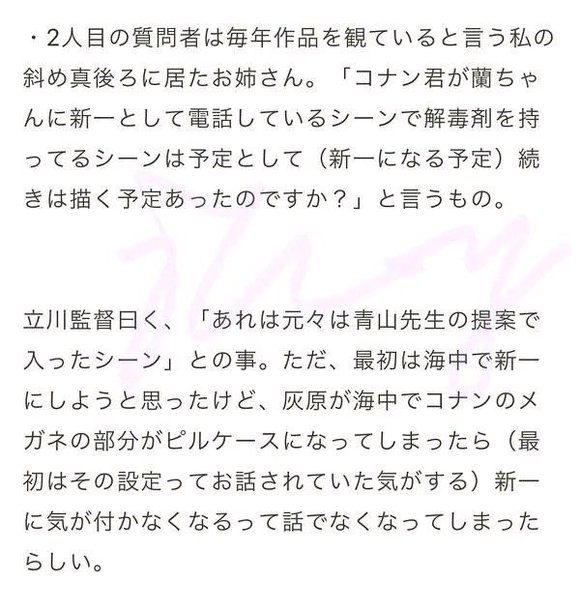 ・2人目の質問者は毎年作品を観ていると言う私の
斜め真後ろに居たお姉さん。「コナン君が蘭ちゃ
んに新一として電話しているシーンで解毒剤を持
ってるシーンは予定として（新一になる予定）続
きは描く予定あったのですか？」と言うもの。
立川監督曰く、「あれは元々は青山先生の提案で
入ったシーン」との事。ただ、最初は海中で新一
にしようと思ったけど、灰原が海中でコナンのメ
ガネの部分がピルケースになってしまったら（最
初はその設定ってお話されていた気がする）新一
に気が付かなくなるって話でなくなってしまった
らしい。